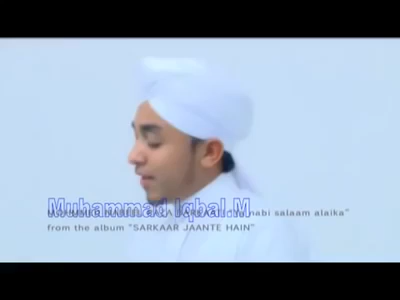 Muhammad Iqbal.M
nabi salaam alaika"
from the album "SARKAAR JAANTE HAIN"